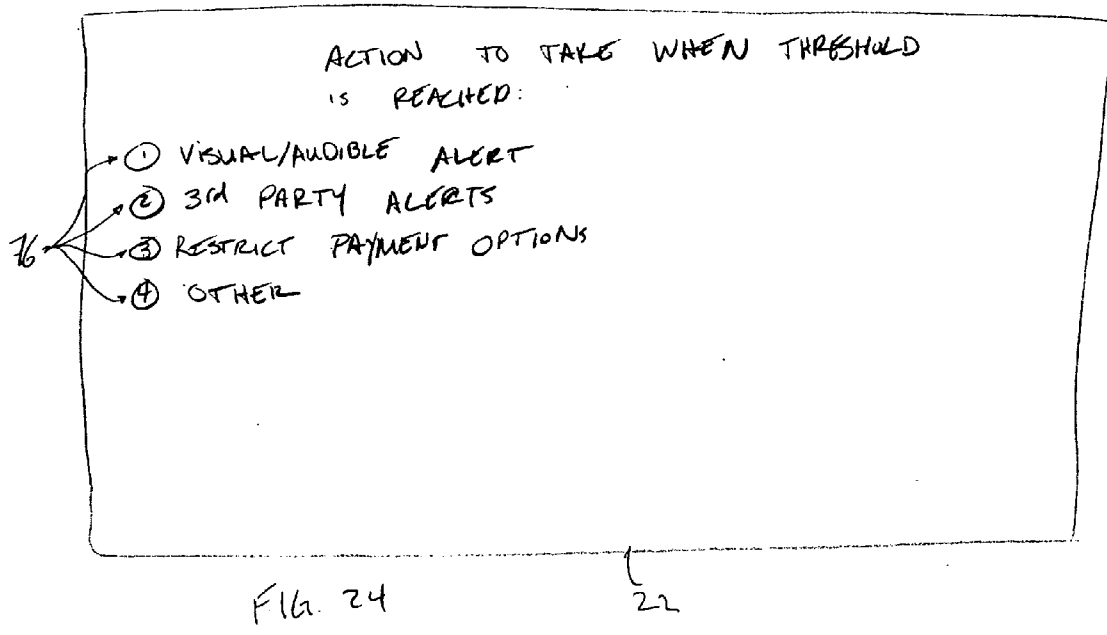 ACTION TO TAKE WHEN THRESHOLD
IS REACHED:
① VISUAL/AUDIBLE ALERT
② 3rd PARTY ALERTS
76
③ RESTRICT PAYMENT OPTIONS
④ OTHER
FIG. 24
22